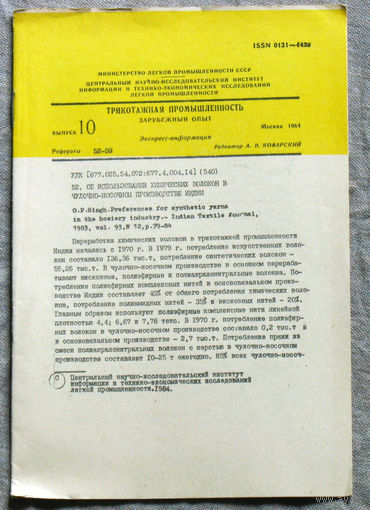 ISSN 0131—4432
МИНИСТЕРСТВО ЛЕГКОЙ ПРОМЫШЛЕННОСТИ СССР
ЦЕНТРАЛЬНЫЙ НАУЧНО-ИССЛЕДОВАТЕЛЬСКИЙ ИНСТИТУТ
ИНФОРМАЦИИ И ТЕХНИКО-ЭКОНОМИЧЕСКИХ ИССЛЕДОВАНИЙ
ЛЕГКОЙ ПРОМЫШЛЕННОСТИ
ТРИКОТАЖНАЯ ПРОМЫШЛЕННОСТЬ
ЗАРУБЕЖНЫЙ ОПЫТ
ВЫПУСК 10
Москва 1984
Экспресс-информация
Рефераты 52-59
Редактор А. В. КОВАРСКИЙ
УДК [677.025.54.072:677.4.004.14] (540)
52. ОБ ИСПОЛЬЗОВАНИИ ХИМИЧЕСКИХ ВОЛОКОН В
ЧУЛОЧНО-НОСОЧНОМ ПРОИЗВОДСТВЕ ИНДИИ
O.P.Singh.Preferences for synthetic yarns
in the hosiery industry.- Indian Textile Journal,
1983, vol. 93,N 12,p.79-84
Переработка химических волокон в трикотажной промышленности
Индии началась с 1970 г. В 1979 г. потребление искусственных волокон
составило 136,36 тыс.т, потребление синтетических волокон -
55,26 тыс.т. В чулочно-носочном производстве в основном перераба-
тывают вискозные, полиэфирные и полиакрилонитрильные волокна. По-
требление полиэфирных комплексных нитей в основовязальном произ-
водстве Индии составляет 45% от общего потребления химических воло-
кон, потребление полиамидных нитей - 35% и вискозных нитей - 20%.
Главным образом используют полиэфирные комплексные нити линейной
плотностью 4,4; 6,67 и 7,78 текс. В 1970 г. потребление полиэфир-
ных волокон в чулочно-носочном производстве составило 0,2 тыс.т и
в основовязальном производстве - 2,7 тыс.т. Потребление пряжи из
смеси полиакрилонитрильных волокон с шерстью в чулочно-носочном
производстве составляет 10-25 т ежегодно. 85% всех чулочно-носоч-
© Центральный научно-исследовательский институт
информации и технико-экономических исследований
легкой промышленности,1984.